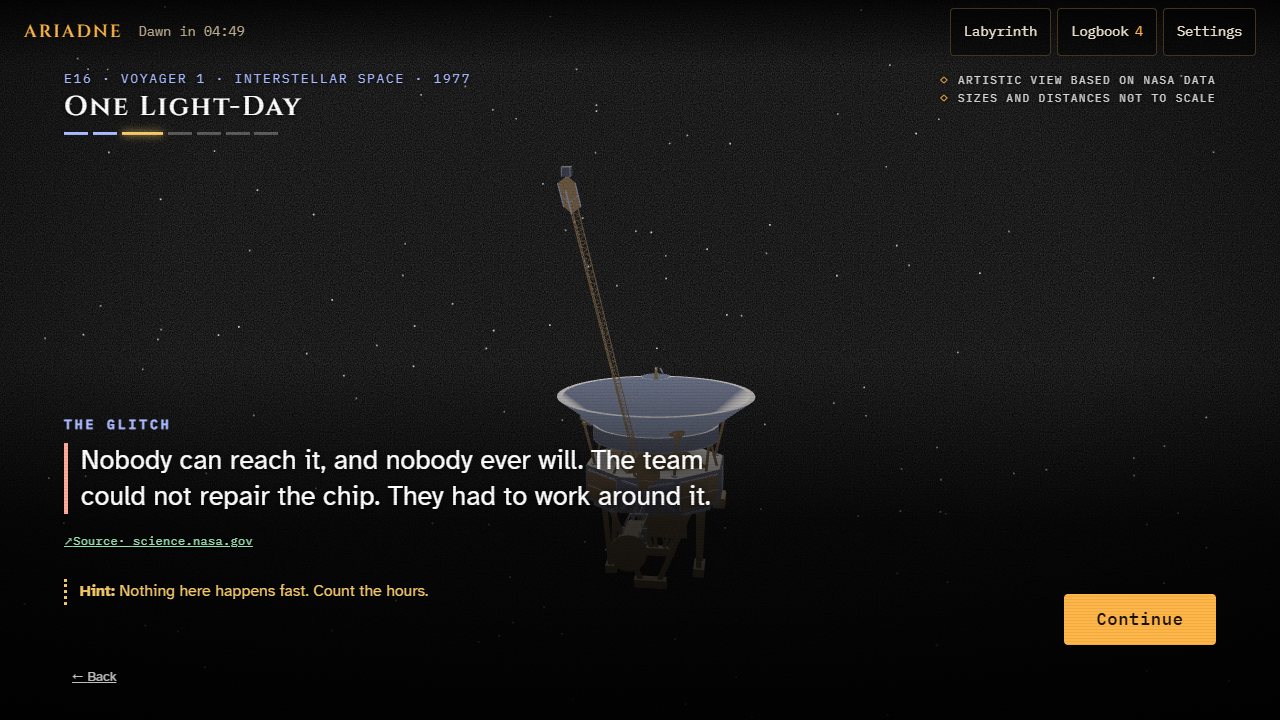 ARIADNE Dawn in 04:49
Labyrinth Logbook 4 Settings
E16 · VOYAGER 1 · INTERSTELLAR SPACE · 1977
One Light-Day
◇ ARTISTIC VIEW BASED ON NASA DATA
◇ SIZES AND DISTANCES NOT TO SCALE
THE GLITCH
Nobody can reach it, and nobody ever will. The team
could not repair the chip. They had to work around it.
↗Source· science.nasa.gov
Hint: Nothing here happens fast. Count the hours.
Continue
← Back